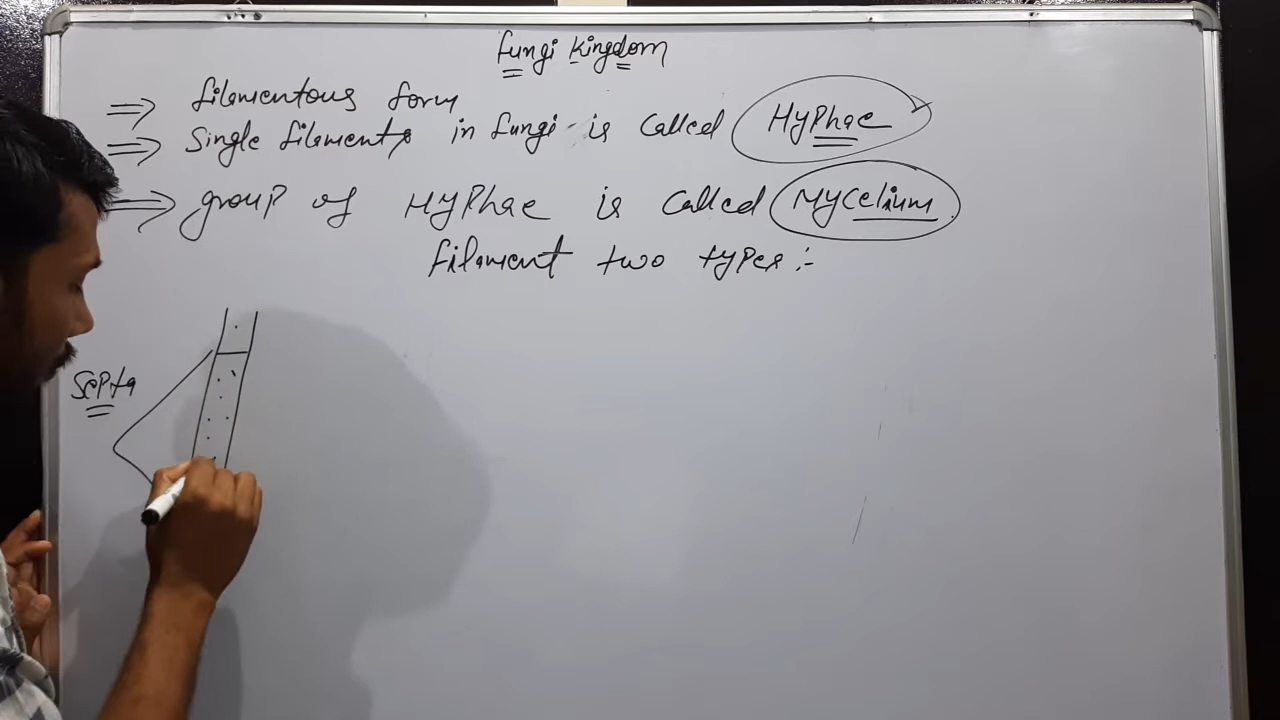 Fungi Kingdom
⇒ filamentous form
⇒ Single filaments in fungi is called HyPhae
⇒ group of HyPhae is called MyCelium
filament two types :-
Septa